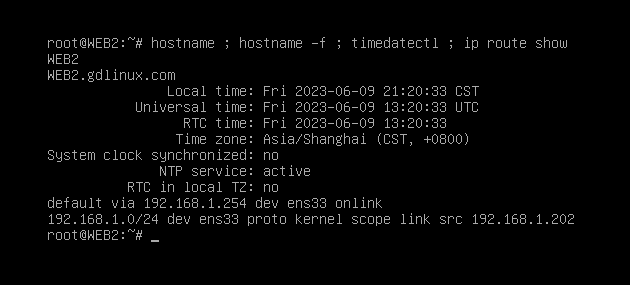 root@WEB2:~# hostname ; hostname -f ; timedatectl ; ip route show
WEB2
WEB2.gdlinux.com
Local time: Fri 2023-06-09 21:20:33 CST
Universal time: Fri 2023-06-09 13:20:33 UTC
RTC time: Fri 2023-06-09 13:20:33
Time zone: Asia/Shanghai (CST, +0800)
System clock synchronized: no
NTP service: active
RTC in local TZ: no
default via 192.168.1.254 dev ens33 onlink
192.168.1.0/24 dev ens33 proto kernel scope link src 192.168.1.202
root@WEB2:~# _